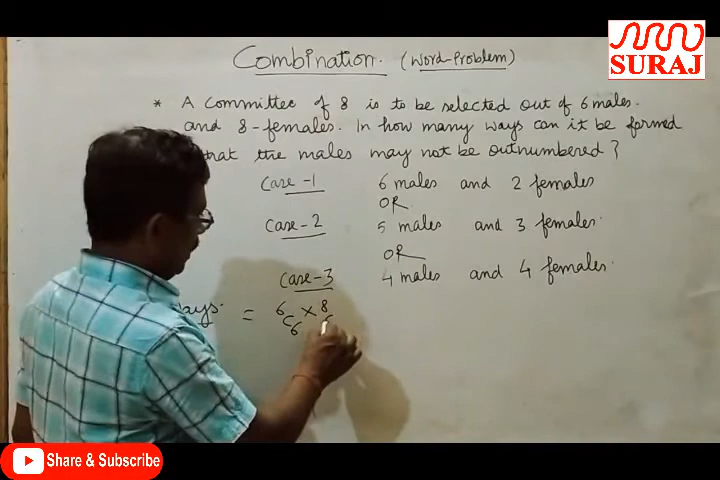 SURAJ
Combination. (Word-Problem)
* A Committee of 8 is to be selected out of 6 males.
and 8-females. In how many ways can it be formed
that the males may not be outnumbered?
Case-1 6 males and 2 females
OR
Case-2 5 males and 3 females.
OR
Case-3 4 males and 4 females.
= ⁶C₆ × ⁸
Share & Subscribe